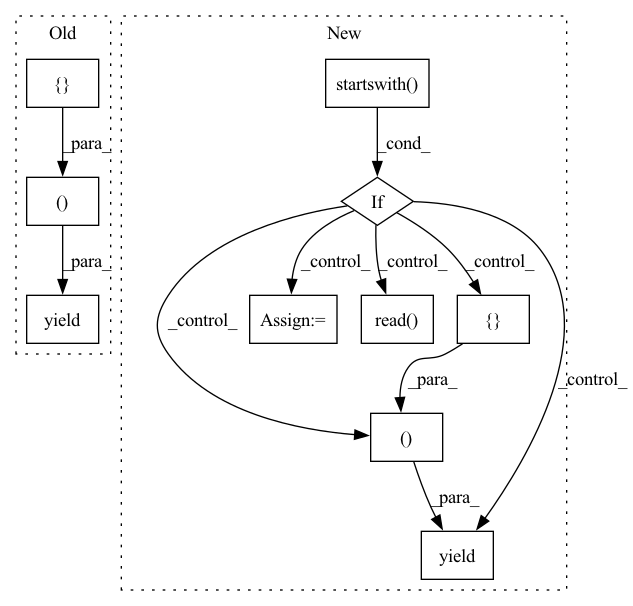 Old
New
{}
startswith()
_para_
_cond_
()
If
_para_
_control_
_control_
_control_
_control_
_control_
yield
Assign:=
read()
{}
_para_
()
_para_
yield